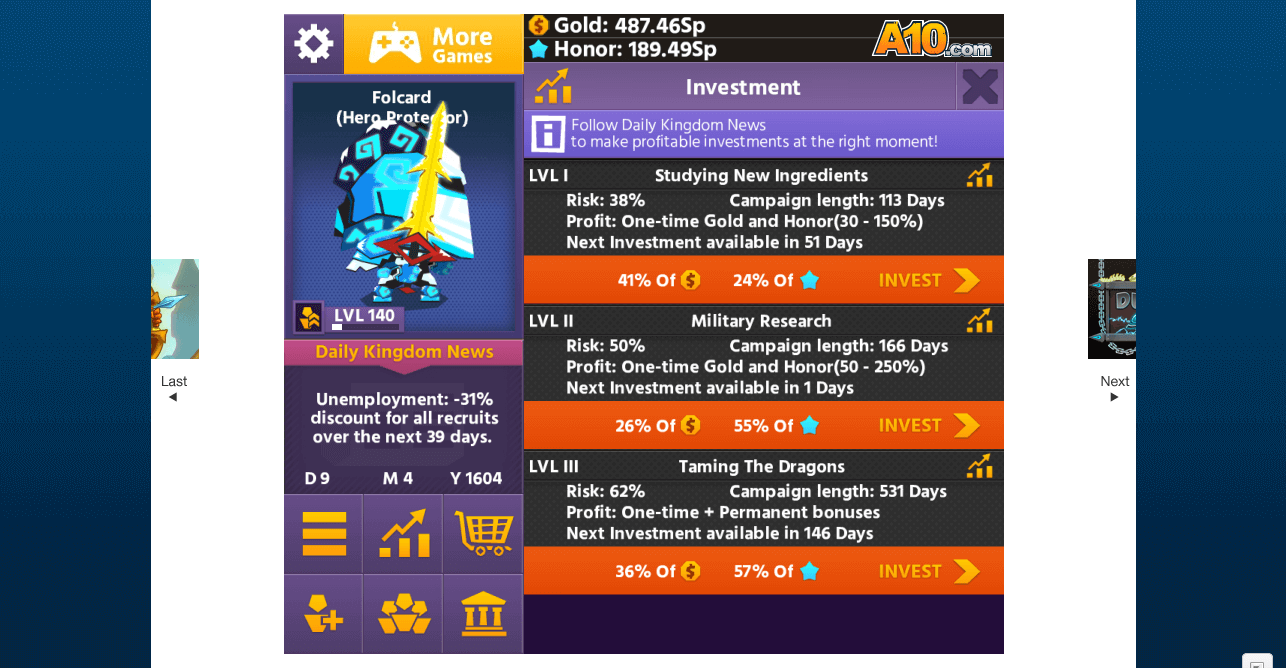 More
Games
Gold: 487.46Sp
Honor: 189.49Sp
A10.com
Investment
Folcard
(Hero Protector)
Follow Daily Kingdom News
to make profitable investments at the right moment!
LVL 140
Daily Kingdom News
Unemployment: -31%
discount for all recruits
over the next 39 days.
D 9 M 4 Y 1604
LVL I Studying New Ingredients
Risk: 38% Campaign length: 113 Days
Profit: One-time Gold and Honor(30 - 150%)
Next Investment available in 51 Days
41% Of 24% Of INVEST
LVL II Military Research
Risk: 50% Campaign length: 166 Days
Profit: One-time Gold and Honor(50 - 250%)
Next Investment available in 1 Days
26% Of 55% Of INVEST
LVL III Taming The Dragons
Risk: 62% Campaign length: 531 Days
Profit: One-time + Permanent bonuses
Next Investment available in 146 Days
36% Of 57% Of INVEST
Last
Next